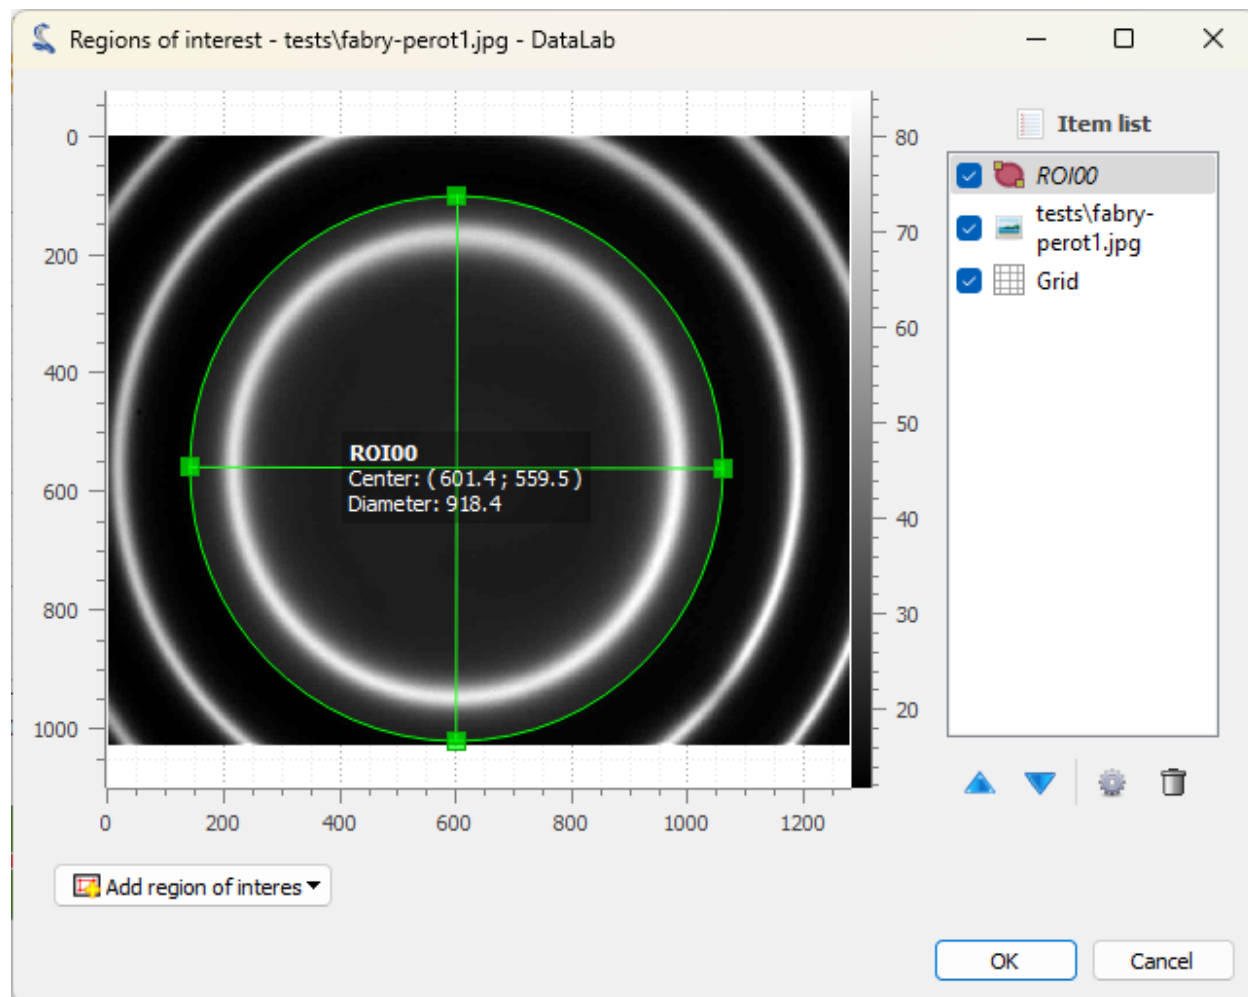 Regions of interest - tests\fabry-perot1.jpg - DataLab
0
200
400
600
800
1000
0
200
400
600
800
1000
1200
ROI00
Center: ( 601.4 ; 559.5 )
Diameter: 918.4
80
70
60
50
40
30
20
Item list
ROI00
tests\fabry-
perot1.jpg
Grid
Add region of interes
OK
Cancel